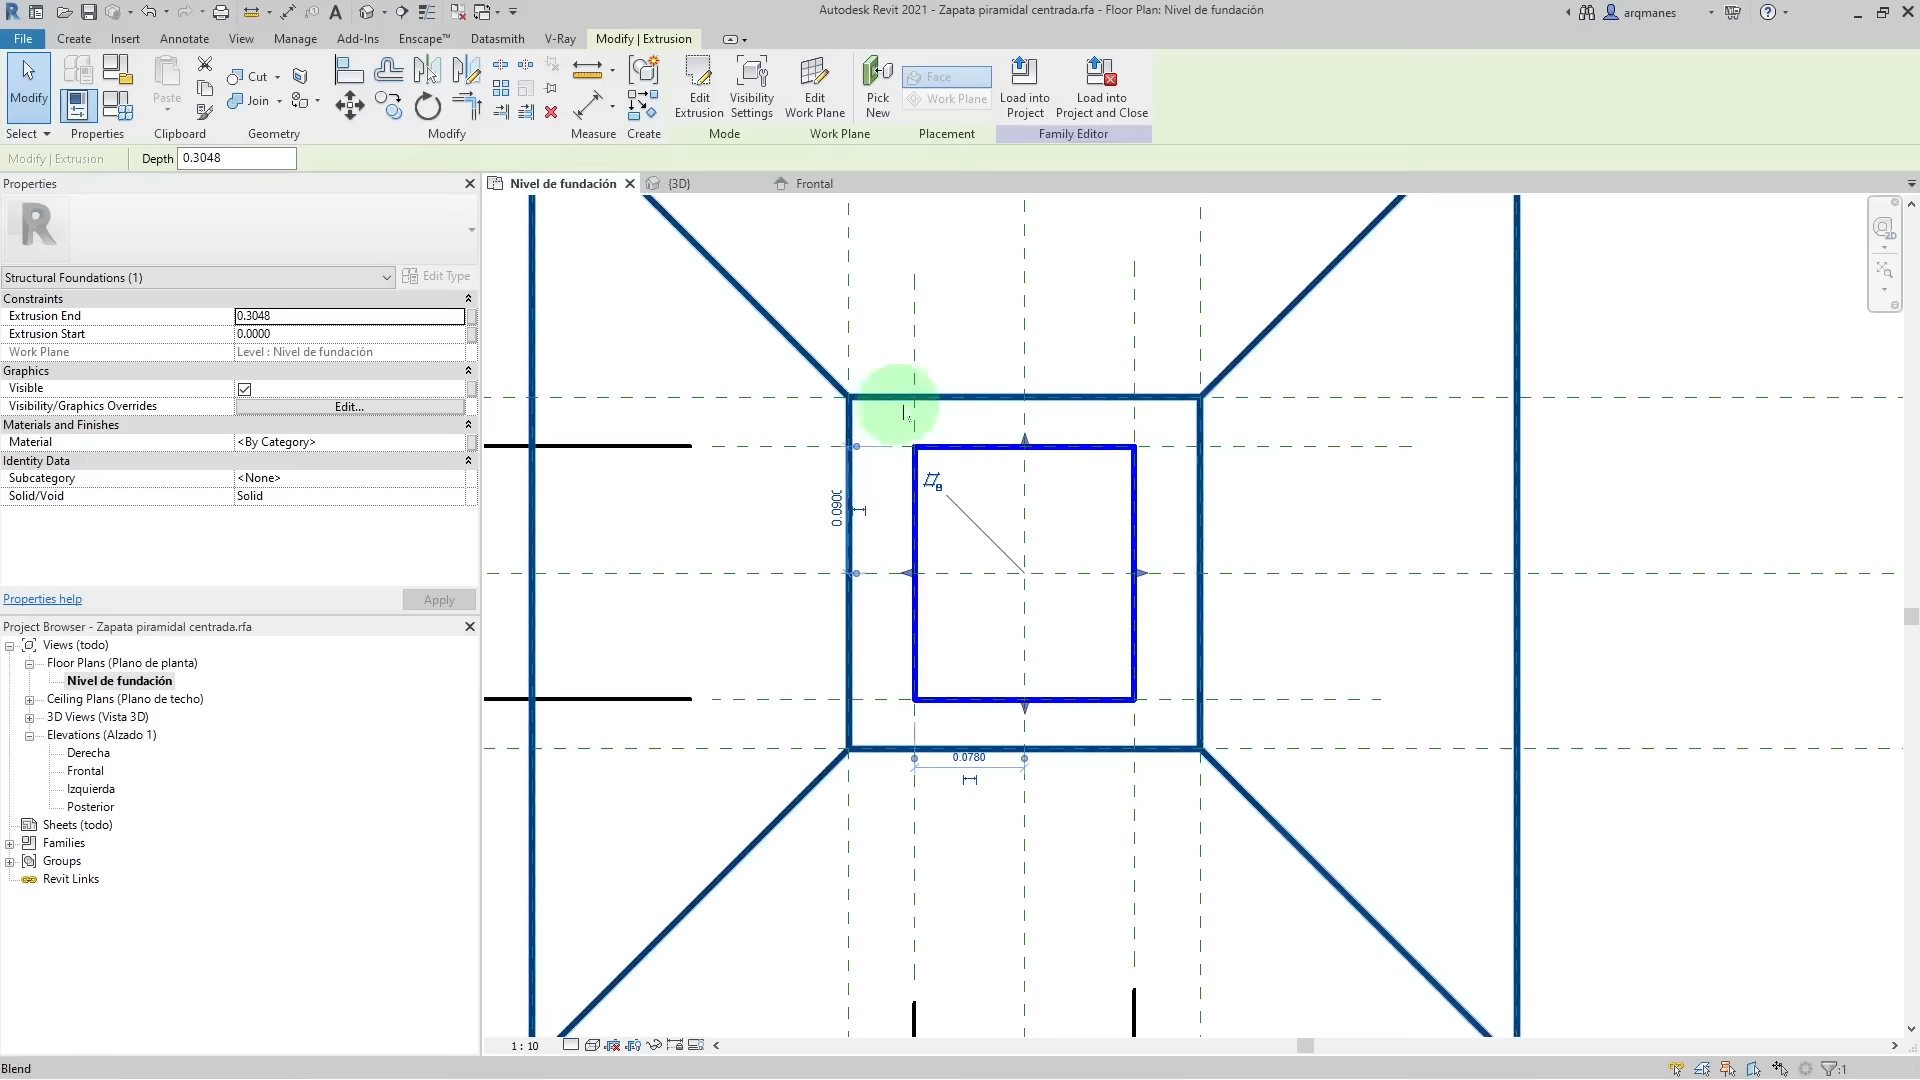 Autodesk Revit 2021 - Zapata piramidal centrada.rfa - Floor Plan: Nivel de fundación
arqmanes
File Create Insert Annotate View Manage Add-Ins Enscape™ Datasmith V-Ray Modify | Extrusion
Modify
Paste
Cut
Join
Edit Extrusion
Visibility Settings
Edit Work Plane
Pick New
Face
Work Plane
Load into Project
Load into Project and Close
Select Properties Clipboard Geometry Modify Measure Create Mode Work Plane Placement Family Editor
Modify | Extrusion Depth 0.3048
Properties
Nivel de fundación {3D} Frontal
R
Structural Foundations (1) Edit Type
Constraints
Extrusion End 0.3048
Extrusion Start 0.0000
Work Plane Level : Nivel de fundación
Graphics
Visible
Visibility/Graphics Overrides Edit...
Materials and Finishes
Material <By Category>
Identity Data
Subcategory <None>
Solid/Void Solid
Properties help Apply
Project Browser - Zapata piramidal centrada.rfa
Views (todo)
Floor Plans (Plano de planta)
Nivel de fundación
Ceiling Plans (Plano de techo)
3D Views (Vista 3D)
Elevations (Alzado 1)
Derecha
Frontal
Izquierda
Posterior
Sheets (todo)
Families
Groups
Revit Links
0.0900
0.0780
2D
1 : 10
Blend
:1